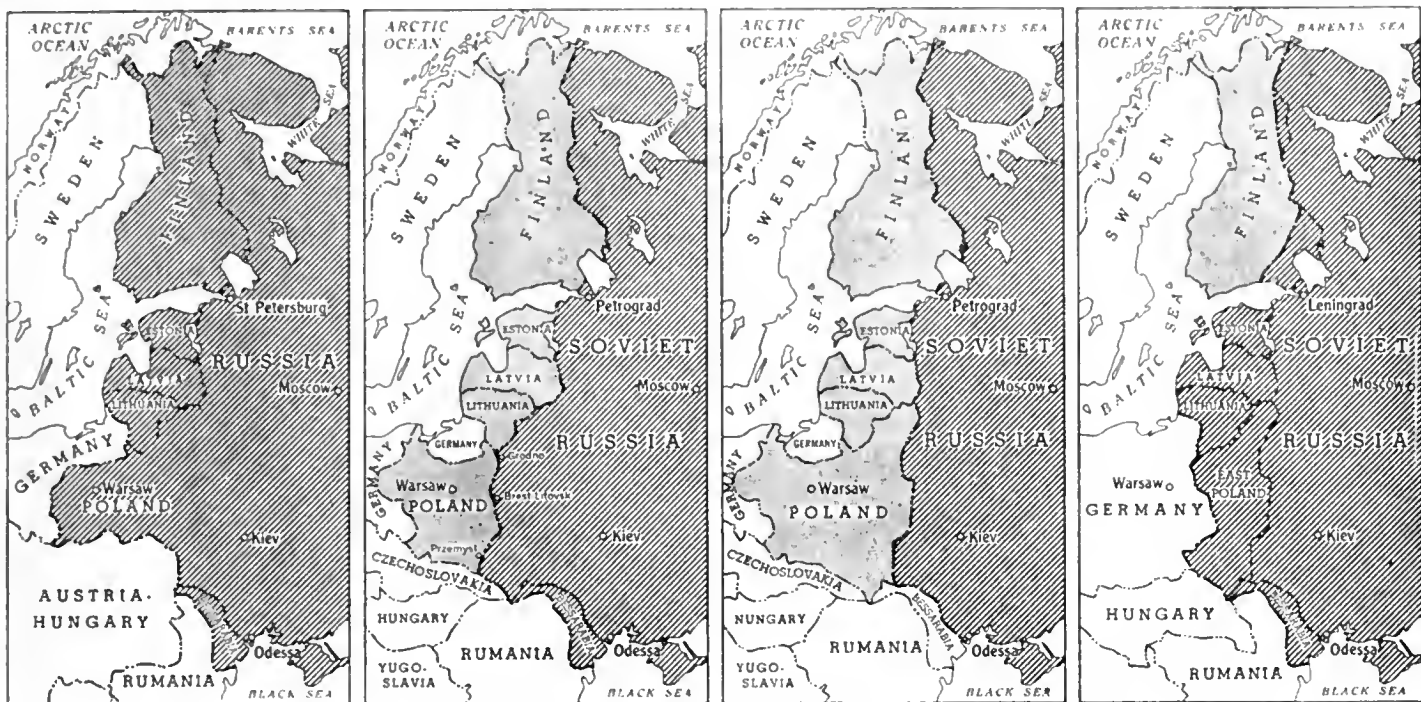 ARCTIC OCEAN
BARENTS SEA
NORWAY
SWEDEN
FINLAND
WHITE SEA
BALTIC SEA
St Petersburg
ESTONIA
RUSSIA
LATVIA
Moscow
LITHUANIA
GERMANY
Warsaw
POLAND
Kiev
AUSTRIA-
HUNGARY
Odessa
RUMANIA
BLACK SEA
ARCTIC OCEAN
BARENTS SEA
NORWAY
SWEDEN
FINLAND
WHITE SEA
BALTIC SEA
Petrograd
ESTONIA
SOVIET
LATVIA
Moscow
LITHUANIA
GERMANY
RUSSIA
Grodno
GERMANY
Warsaw
Brest Litovsk
POLAND
Kiev
Przemysl
CZECHOSLOVAKIA
HUNGARY
BESSARABIA
Odessa
RUMANIA
YUGO-
SLAVIA
BLACK SEA
ARCTIC OCEAN
BARENTS SEA
NORWAY
SWEDEN
FINLAND
WHITE SEA
BALTIC SEA
Petrograd
ESTONIA
SOVIET
LATVIA
Moscow
LITHUANIA
GERMANY
RUSSIA
GERMANY
Warsaw
POLAND
Kiev
CZECHOSLOVAKIA
HUNGARY
BESSARABIA
Odessa
RUMANIA
YUGO-
SLAVIA
BLACK SEA
ARCTIC OCEAN
BARENTS SEA
NORWAY
SWEDEN
FINLAND
WHITE SEA
BALTIC SEA
Leningrad
ESTONIA
SOVIET
LATVIA
Moscow
LITHUANIA
RUSSIA
EAST
POLAND
Warsaw
GERMANY
Kiev
HUNGARY
Odessa
RUMANIA
BLACK SEA